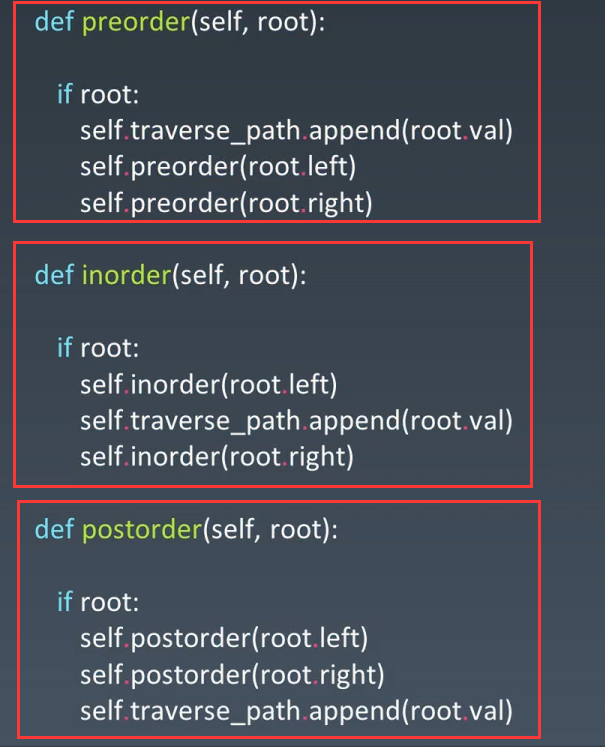 def preorder(self, root):
if root:
self.traverse_path.append(root.val)
self.preorder(root.left)
self.preorder(root.right)
def inorder(self, root):
if root:
self.inorder(root.left)
self.traverse_path.append(root.val)
self.inorder(root.right)
def postorder(self, root):
if root:
self.postorder(root.left)
self.postorder(root.right)
self.traverse_path.append(root.val)